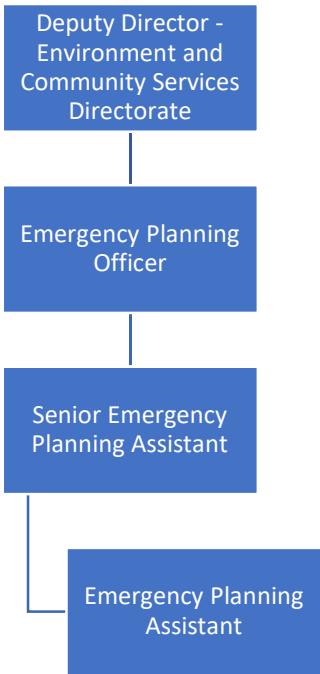 Deputy Director -
Environment and
Community Services
Directorate
Emergency Planning
Officer
Senior Emergency
Planning Assistant
Emergency Planning
Assistant